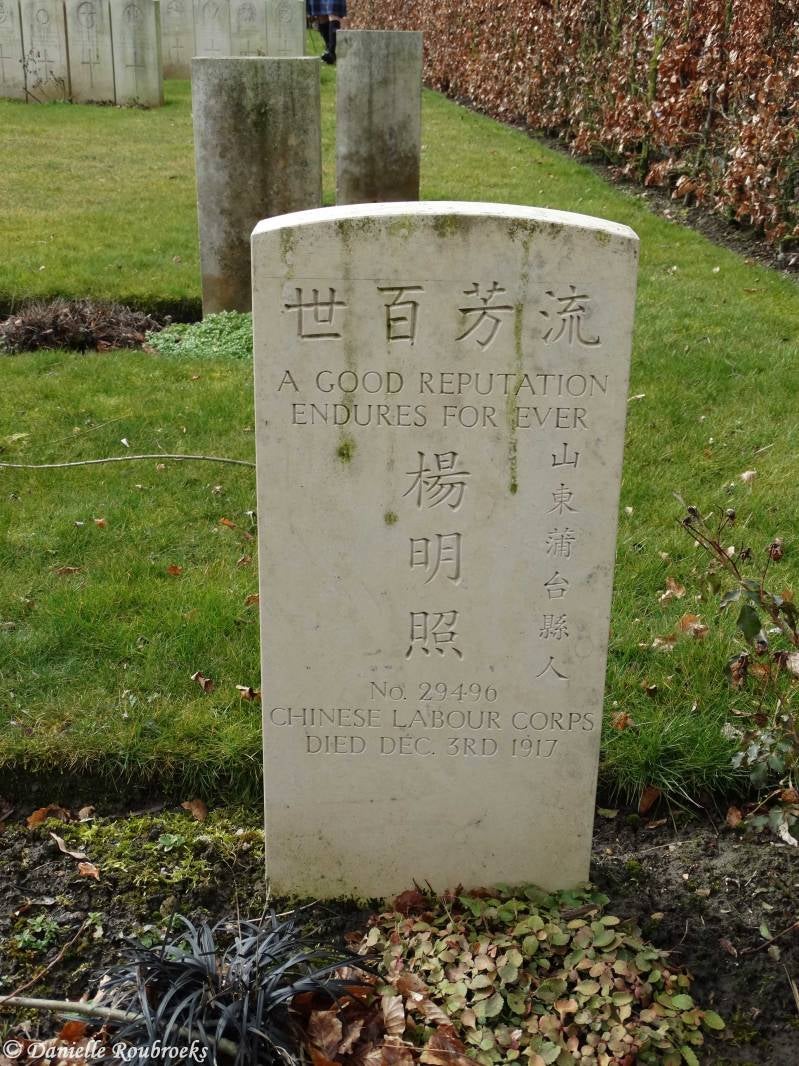 世百芳流
A GOOD REPUTATION
ENDURES FOR EVER
山東蒲台縣人
楊明照
No. 29496
CHINESE LABOUR CORPS
DIED DEC. 3RD 1917
© Danielle Roubroeks